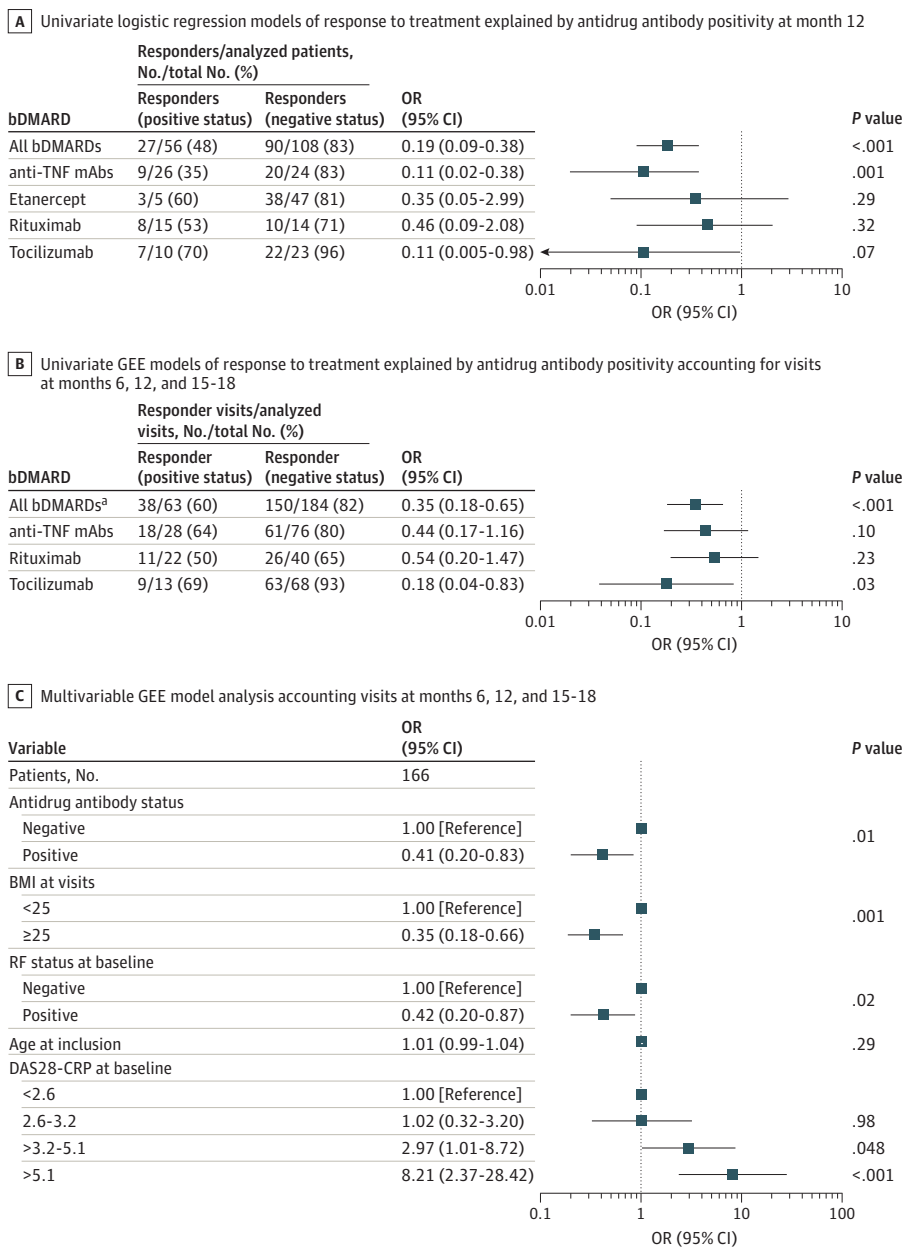 A Univariate logistic regression models of response to treatment explained by antidrug antibody positivity at month 12
Responders/analyzed patients,
No./total No. (%)
bDMARD Responders (positive status) Responders (negative status) OR (95% CI) P value
All bDMARDs 27/56 (48) 90/108 (83) 0.19 (0.09-0.38) <.001
anti-TNF mAbs 9/26 (35) 20/24 (83) 0.11 (0.02-0.38) .001
Etanercept 3/5 (60) 38/47 (81) 0.35 (0.05-2.99) .29
Rituximab 8/15 (53) 10/14 (71) 0.46 (0.09-2.08) .32
Tocilizumab 7/10 (70) 22/23 (96) 0.11 (0.005-0.98) .07
0.01 0.1 1 10
OR (95% CI)
B Univariate GEE models of response to treatment explained by antidrug antibody positivity accounting for visits
at months 6, 12, and 15-18
Responder visits/analyzed
visits, No./total No. (%)
bDMARD Responder (positive status) Responder (negative status) OR (95% CI) P value
All bDMARDsa 38/63 (60) 150/184 (82) 0.35 (0.18-0.65) <.001
anti-TNF mAbs 18/28 (64) 61/76 (80) 0.44 (0.17-1.16) .10
Rituximab 11/22 (50) 26/40 (65) 0.54 (0.20-1.47) .23
Tocilizumab 9/13 (69) 63/68 (93) 0.18 (0.04-0.83) .03
0.01 0.1 1 10
OR (95% CI)
C Multivariable GEE model analysis accounting visits at months 6, 12, and 15-18
Variable OR (95% CI) P value
Patients, No. 166
Antidrug antibody status
Negative 1.00 [Reference]
.01
Positive 0.41 (0.20-0.83)
BMI at visits
<25 1.00 [Reference]
.001
≥25 0.35 (0.18-0.66)
RF status at baseline
Negative 1.00 [Reference]
.02
Positive 0.42 (0.20-0.87)
Age at inclusion 1.01 (0.99-1.04) .29
DAS28-CRP at baseline
<2.6 1.00 [Reference]
2.6-3.2 1.02 (0.32-3.20) .98
>3.2-5.1 2.97 (1.01-8.72) .048
>5.1 8.21 (2.37-28.42) <.001
0.1 1 10 100
OR (95% CI)